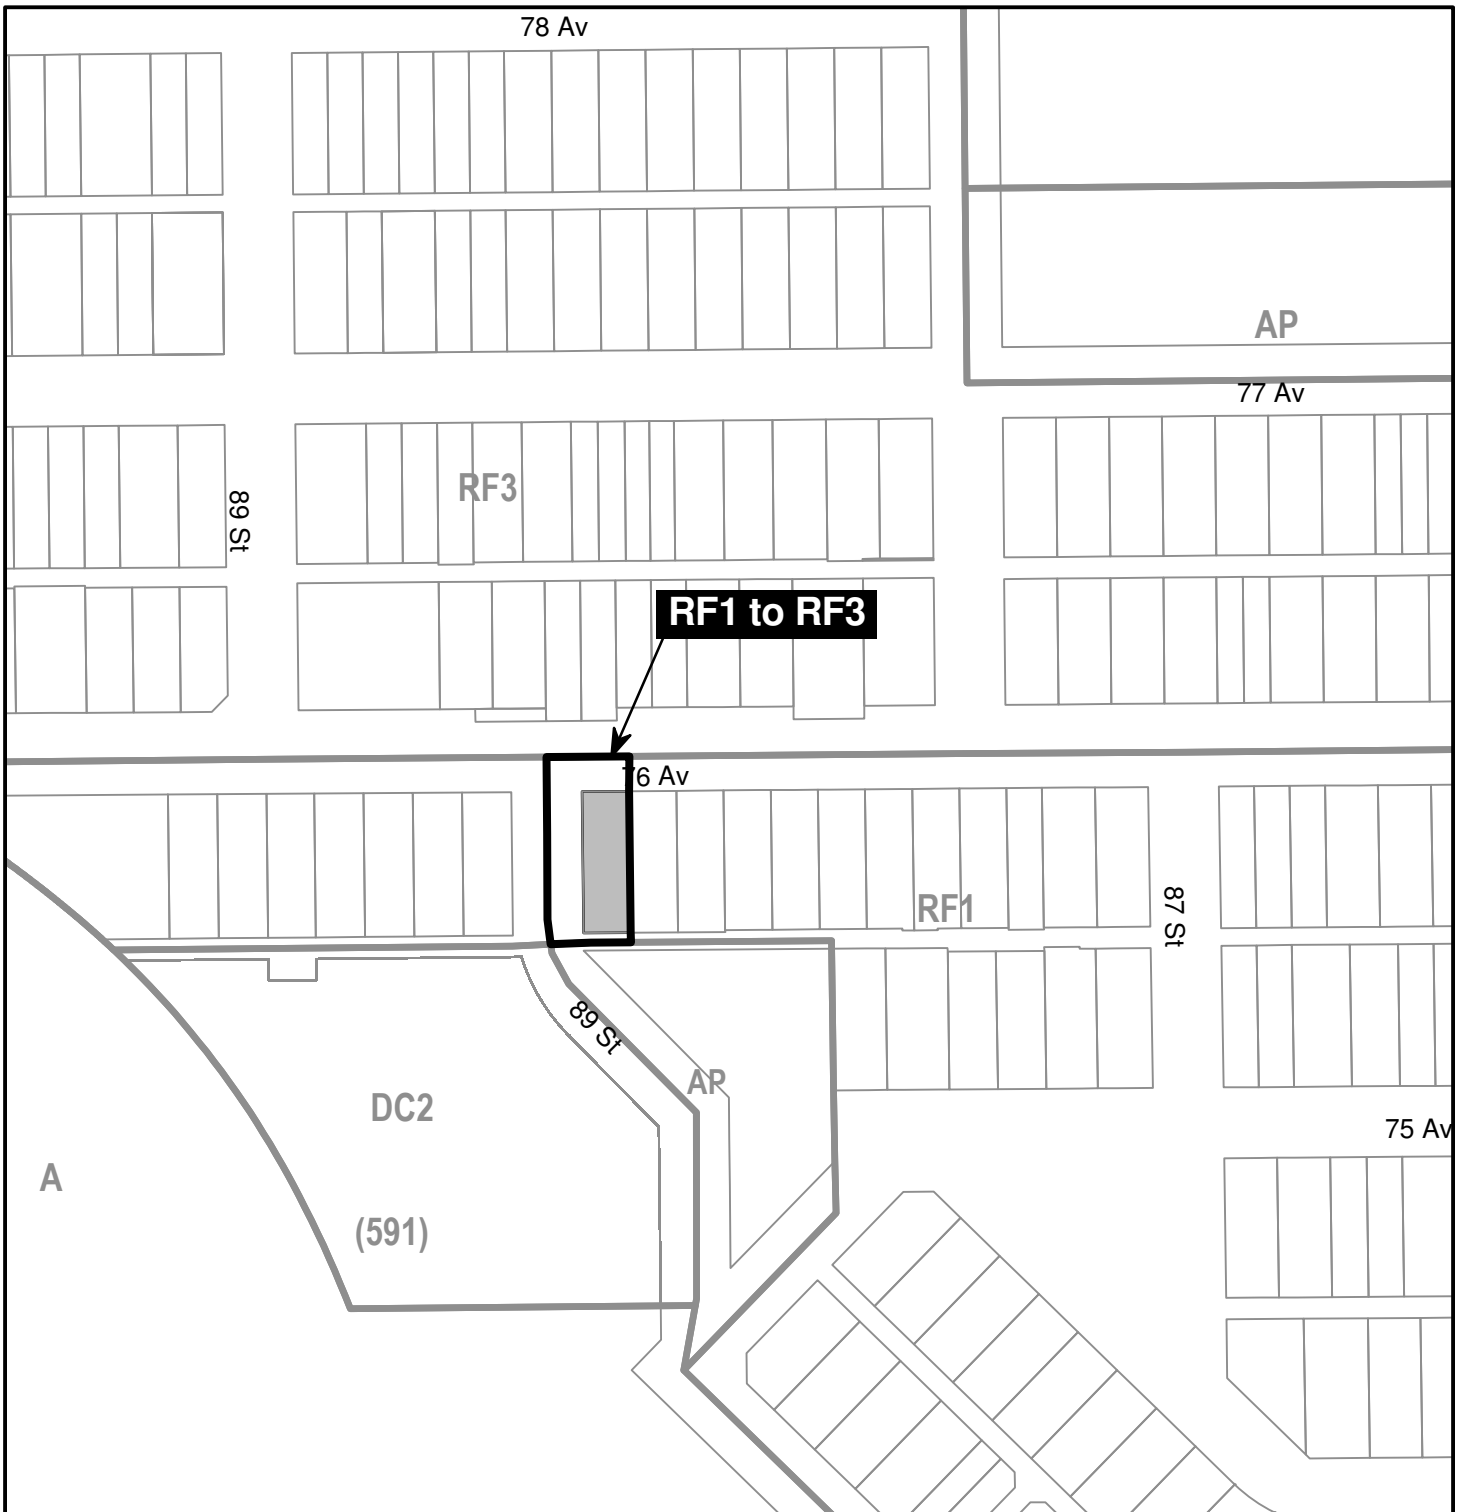 78 Av
AP
77 Av
RF3
89 St
RF1 to RF3
76 Av
RF1
87 St
89 St
AP
DC2
75 Av
A
(591)